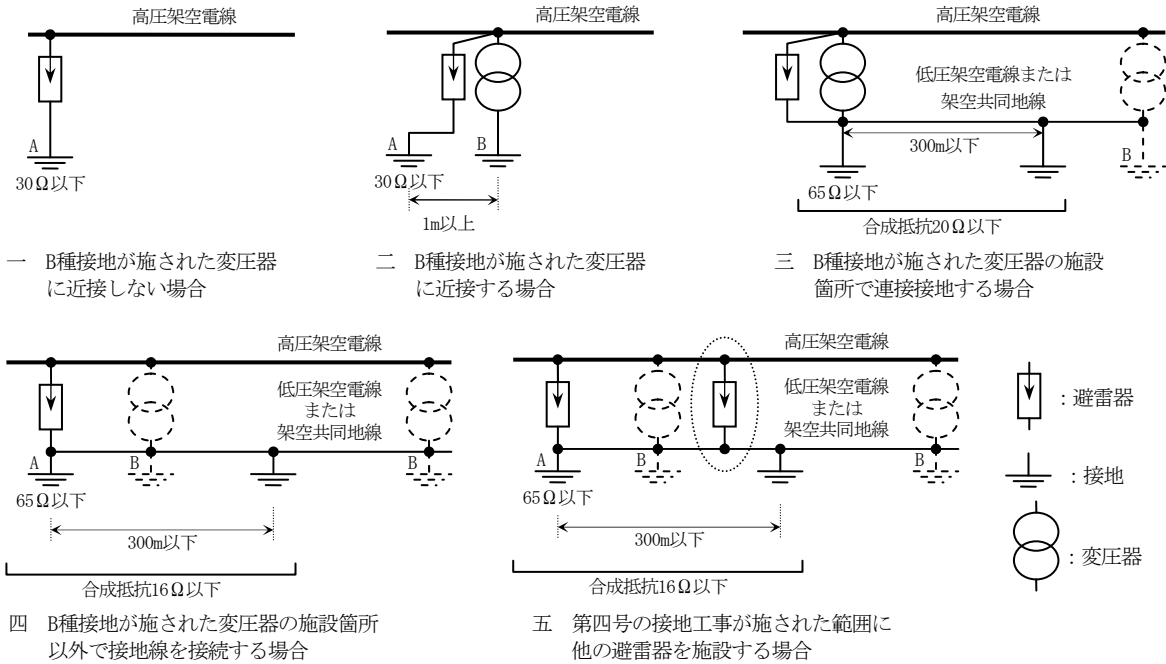 高圧架空電線
A
30Ω以下
一 B種接地が施された変圧器
に近接しない場合
高圧架空電線
A
B
30Ω以下
1m以上
二 B種接地が施された変圧器
に近接する場合
高圧架空電線
低圧架空電線または
架空共同地線
300m以下
B
65Ω以下
合成抵抗20Ω以下
三 B種接地が施された変圧器の施設
箇所で連接接地する場合
高圧架空電線
低圧架空電線
または
架空共同地線
A
B
B
65Ω以下
300m以下
合成抵抗16Ω以下
四 B種接地が施された変圧器の施設箇所
以外で接地線を接続する場合
高圧架空電線
低圧架空電線
または
架空共同地線
A
B
B
65Ω以下
300m以下
合成抵抗16Ω以下
五 第四号の接地工事が施された範囲に
他の避雷器を施設する場合
:避雷器
:接地
:変圧器